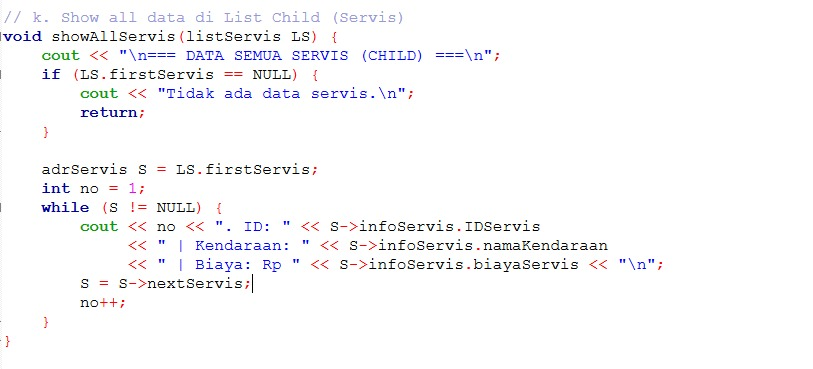 // k. Show all data di List Child (Servis)
void showAllServis(listServis LS) {
    cout << "\n=== DATA SEMUA SERVIS (CHILD) ===\n";
    if (LS.firstServis == NULL) {
        cout << "Tidak ada data servis.\n";
        return;
    }

    adrServis S = LS.firstServis;
    int no = 1;
    while (S != NULL) {
        cout << no << ". ID: " << S->infoServis.IDServis
             << " | Kendaraan: " << S->infoServis.namaKendaraan
             << " | Biaya: Rp " << S->infoServis.biayaServis << "\n";
        S = S->nextServis;
        no++;
    }
}